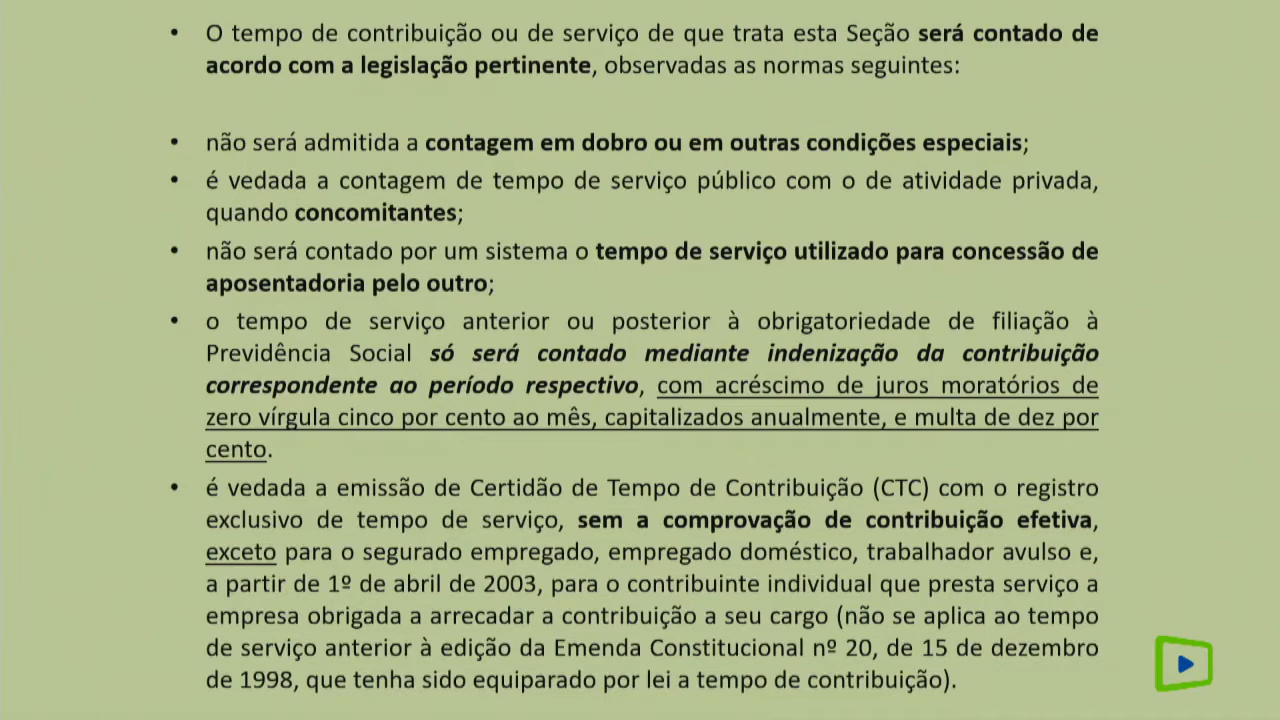 • O tempo de contribuição ou de serviço de que trata esta Seção será contado de
acordo com a legislação pertinente, observadas as normas seguintes:
• não será admitida a contagem em dobro ou em outras condições especiais;
• é vedada a contagem de tempo de serviço público com o de atividade privada,
quando concomitantes;
• não será contado por um sistema o tempo de serviço utilizado para concessão de
aposentadoria pelo outro;
• o tempo de serviço anterior ou posterior à obrigatoriedade de filiação à
Previdência Social só será contado mediante indenização da contribuição
correspondente ao período respectivo, com acréscimo de juros moratórios de
zero vírgula cinco por cento ao mês, capitalizados anualmente, e multa de dez por
cento.
• é vedada a emissão de Certidão de Tempo de Contribuição (CTC) com o registro
exclusivo de tempo de serviço, sem a comprovação de contribuição efetiva,
exceto para o segurado empregado, empregado doméstico, trabalhador avulso e,
a partir de 1º de abril de 2003, para o contribuinte individual que presta serviço a
empresa obrigada a arrecadar a contribuição a seu cargo (não se aplica ao tempo
de serviço anterior à edição da Emenda Constitucional nº 20, de 15 de dezembro
de 1998, que tenha sido equiparado por lei a tempo de contribuição).